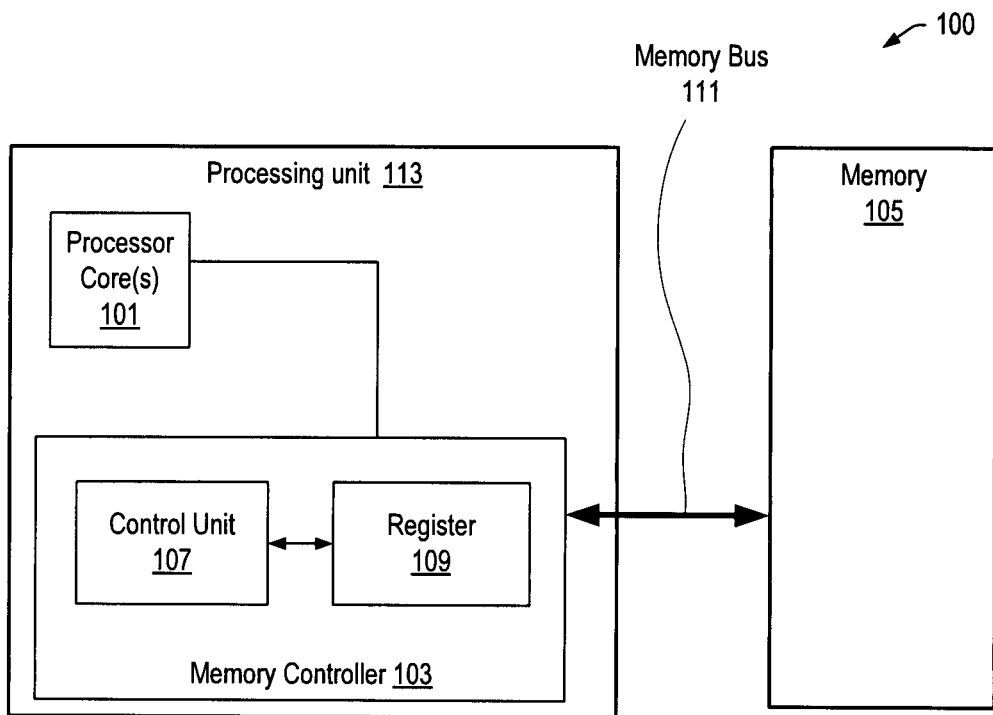 100
Memory Bus
111
Processing unit 113
Memory
105
Processor
Core(s)
101
Control Unit
107
Register
109
Memory Controller 103